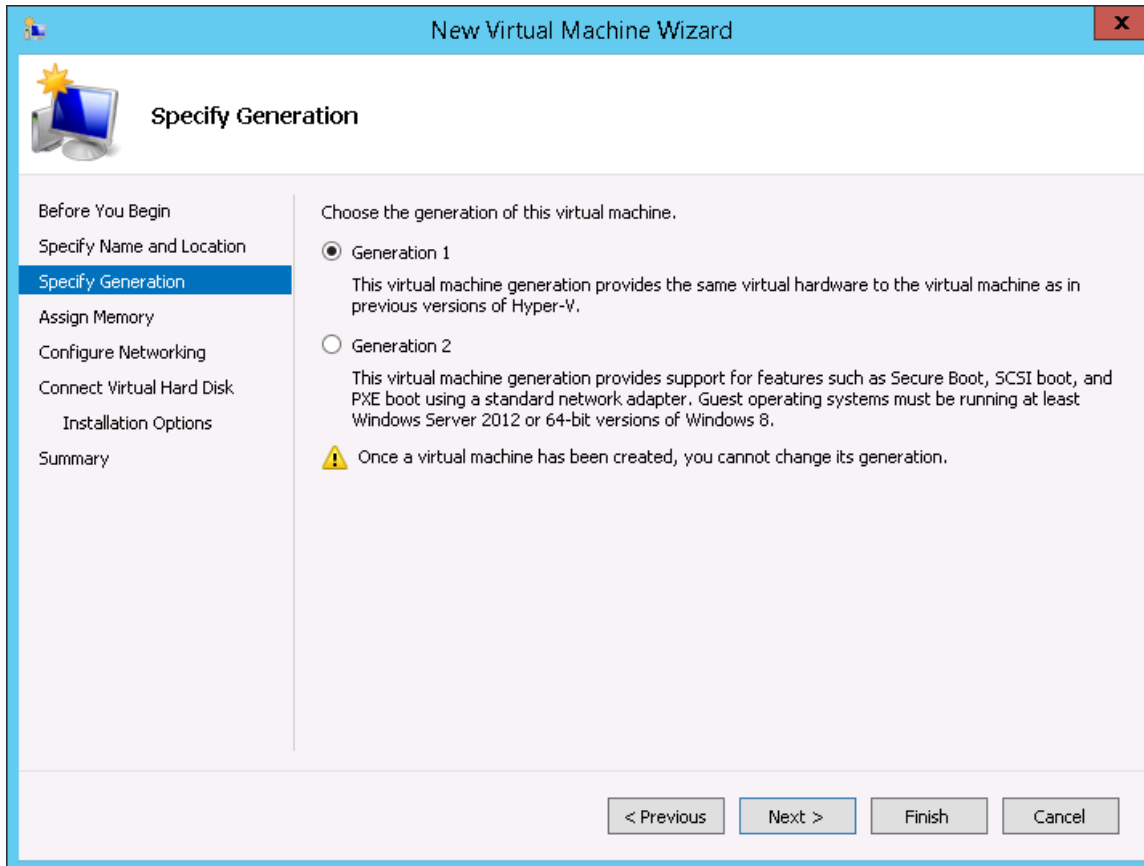 New Virtual Machine Wizard
x
Specify Generation
Before You Begin
Specify Name and Location
Specify Generation
Assign Memory
Configure Networking
Connect Virtual Hard Disk
Installation Options
Summary
Choose the generation of this virtual machine.
Generation 1
This virtual machine generation provides the same virtual hardware to the virtual machine as in
previous versions of Hyper-V.
Generation 2
This virtual machine generation provides support for features such as Secure Boot, SCSI boot, and
PXE boot using a standard network adapter. Guest operating systems must be running at least
Windows Server 2012 or 64-bit versions of Windows 8.
Once a virtual machine has been created, you cannot change its generation.
< Previous
Next >
Finish
Cancel